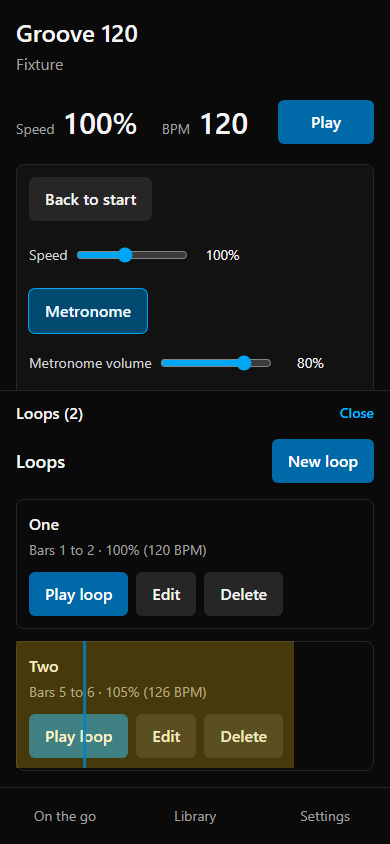 Groove 120
Fixture
Speed 100% BPM 120 Play
Back to start
Speed 100%
Metronome
Metronome volume 80%
Loops (2) Close
Loops New loop
One
Bars 1 to 2 · 100% (120 BPM)
Play loop Edit Delete
Two
Bars 5 to 6 · 105% (126 BPM)
Play loop Edit Delete
On the go Library Settings